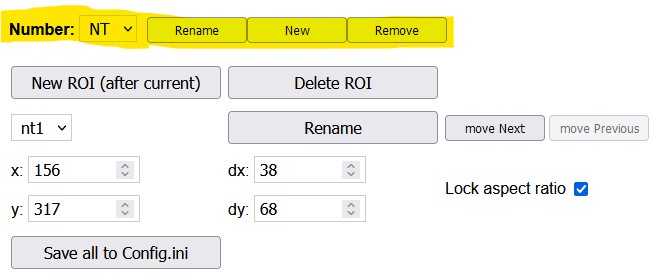 Number: NT Rename New Remove
New ROI (after current) Delete ROI
nt1 Rename move Next move Previous
x: 156 dx: 38
Lock aspect ratio
y: 317 dy: 68
Save all to Config.ini